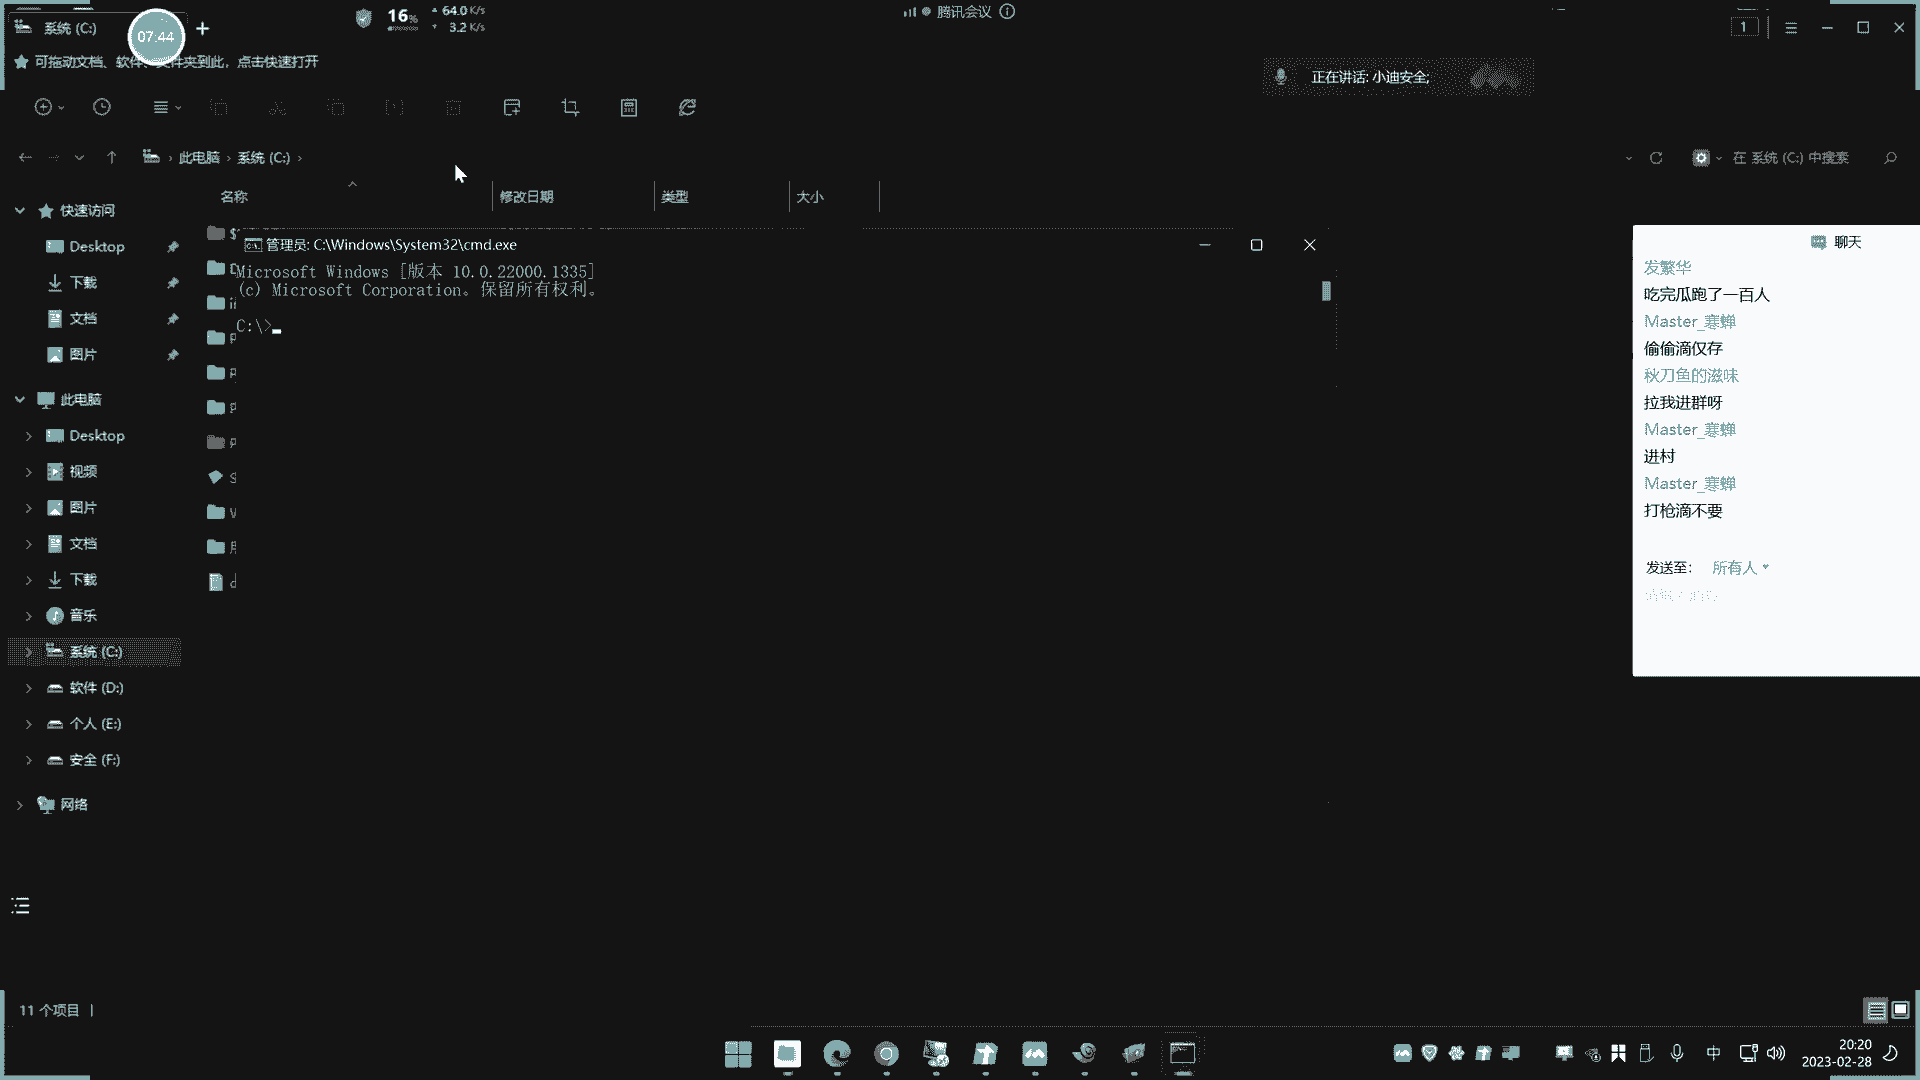 系统 (C:)
07:44
16%
64.0 K/s
3.2 K/s
腾讯会议
1
可拖动文档、软件、文件夹到此，点击快速打开
正在讲话: 小迪安全;
此电脑 › 系统 (C:) ›
在 系统 (C:) 中搜索
名称
修改日期
类型
大小
快速访问
Desktop
下载
文档
图片
此电脑
Desktop
视频
图片
文档
下载
音乐
系统 (C:)
软件 (D:)
个人 (E:)
安全 (F:)
网络
管理员: C:\Windows\System32\cmd.exe
Microsoft Windows [版本 10.0.22000.1335]
(c) Microsoft Corporation。保留所有权利。
C:\>
聊天
发繁华
吃完瓜跑了一百人
Master_寒蝉
偷偷滴仅存
秋刀鱼的滋味
拉我进群呀
Master_寒蝉
进村
Master_寒蝉
打枪滴不要
发送至:
所有人
11 个项目
中
20:20
2023-02-28